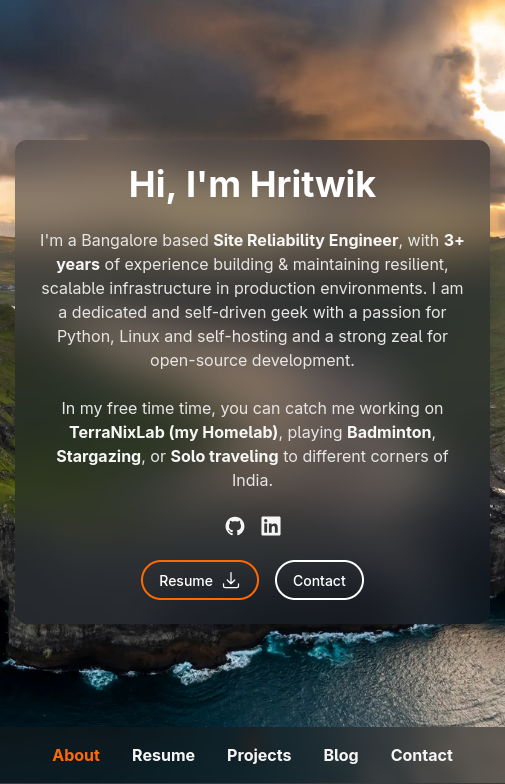 Hi, I'm Hritwik
I'm a Bangalore based Site Reliability Engineer, with 3+
years of experience building & maintaining resilient,
scalable infrastructure in production environments. I am
a dedicated and self-driven geek with a passion for
Python, Linux and self-hosting and a strong zeal for
open-source development.
In my free time time, you can catch me working on
TerraNixLab (my Homelab), playing Badminton,
Stargazing, or Solo traveling to different corners of
India.
in
Resume Contact
About Resume Projects Blog Contact